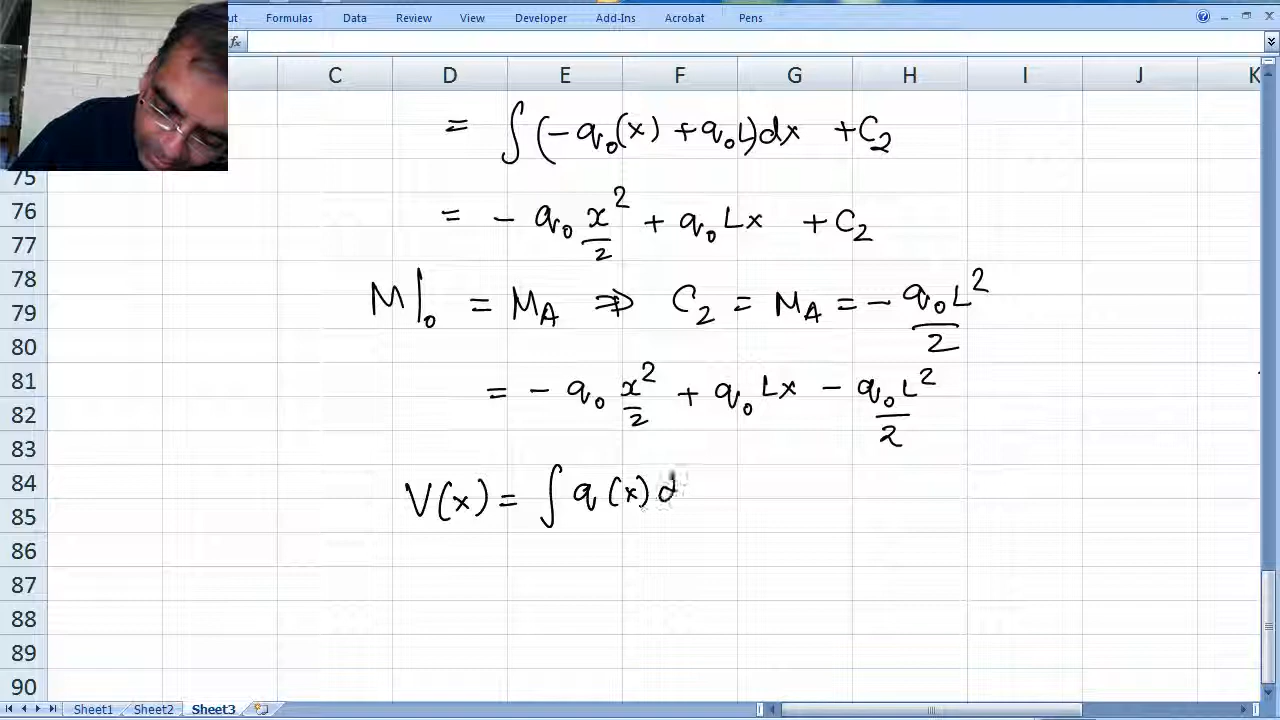 ut Formulas Data Review View Developer Add-Ins Acrobat Pens
fx
C D E F G H I J K
= ∫(-q₀(x) + q₀L)dx + C₂
75
76
= -q₀ x²/2 + q₀Lx + C₂
77
78
M|₀ = M_A ⇒ C₂ = M_A = -q₀L²/2
79
80
81
= -q₀ x²/2 + q₀Lx - q₀L²/2
82
83
84
V(x) = ∫q(x)d
85
86
87
88
89
90
Sheet1 Sheet2 Sheet3